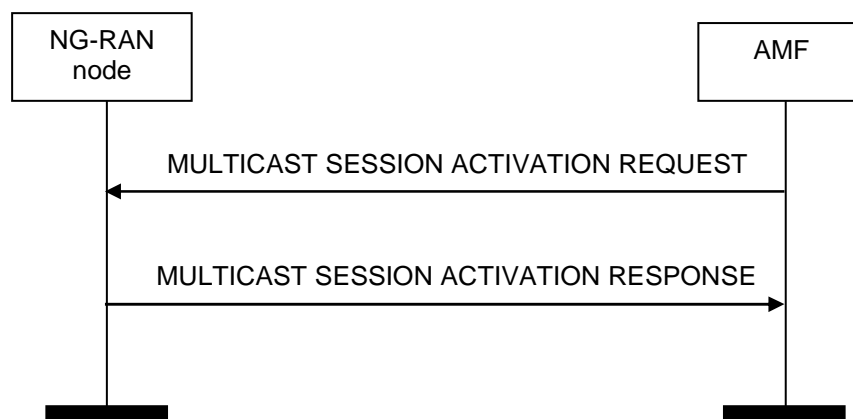 NG-RAN
node
AMF
MULTICAST SESSION ACTIVATION REQUEST
MULTICAST SESSION ACTIVATION RESPONSE